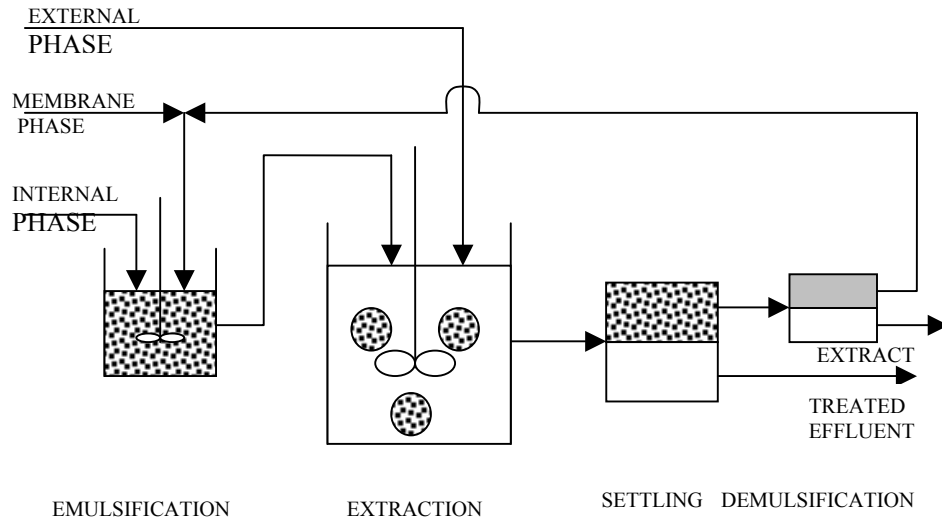 EXTERNAL
PHASE
MEMBRANE
PHASE
INTERNAL
PHASE
EXTRACT
TREATED
EFFLUENT
EMULSIFICATION
EXTRACTION
SETTLING
DEMULSIFICATION